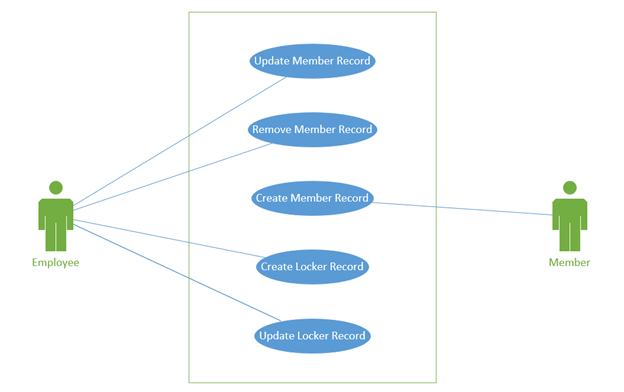 Update Member Record
Remove Member Record
Create Member Record
Employee
Member
Create Locker Record
Update Locker Record